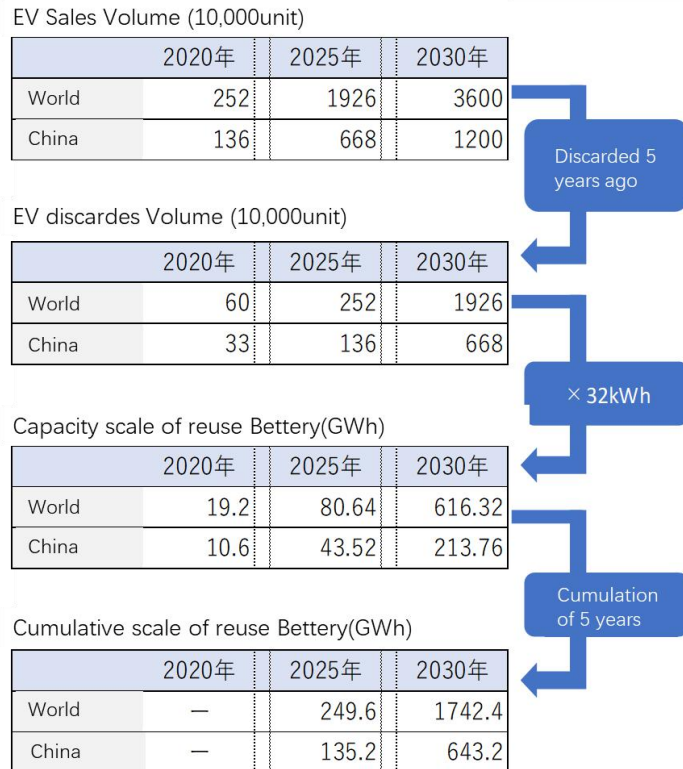 EV Sales Volume (10,000unit)
2020年 2025年 2030年
World 252 1926 3600
China 136 668 1200
Discarded 5
years ago
EV discardes Volume (10,000unit)
2020年 2025年 2030年
World 60 252 1926
China 33 136 668
× 32kWh
Capacity scale of reuse Bettery(GWh)
2020年 2025年 2030年
World 19.2 80.64 616.32
China 10.6 43.52 213.76
Cumulation
of 5 years
Cumulative scale of reuse Bettery(GWh)
2020年 2025年 2030年
World — 249.6 1742.4
China — 135.2 643.2